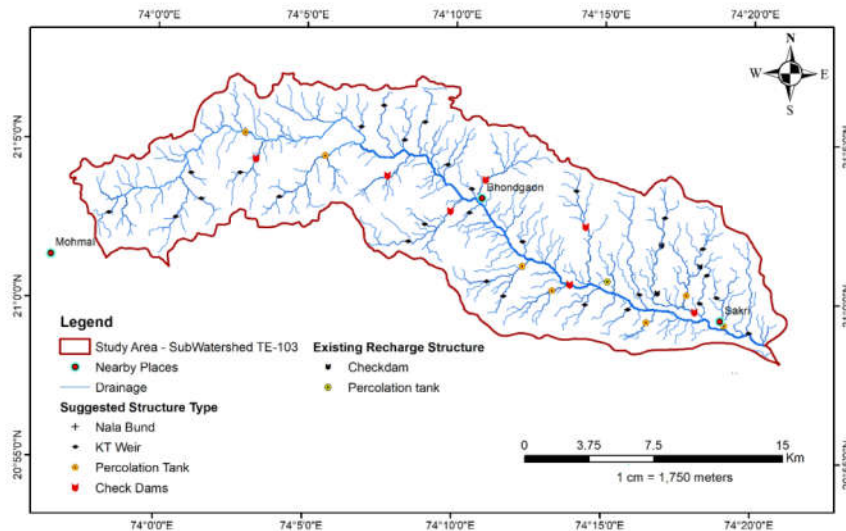 74°0'0"E 74°5'0"E 74°10'0"E 74°15'0"E 74°20'0"E
N
W E
S
21°5'0"N
Bhondgaon
Mohmal
21°0'0"N
Sakri
Legend
Study Area - SubWatershed TE-103
Nearby Places
Drainage
Suggested Structure Type
Nala Bund
KT Weir
Percolation Tank
Check Dams
Existing Recharge Structure
Checkdam
Percolation tank
0 3.75 7.5 15
Km
1 cm = 1,750 meters
20°55'0"N
74°0'0"E 74°5'0"E 74°10'0"E 74°15'0"E 74°20'0"E